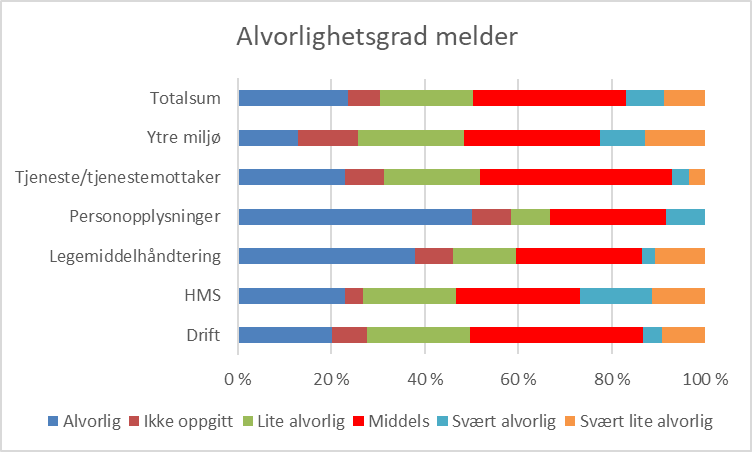 Alvorlighetsgrad melder
Totalsum
Ytre miljø
Tjeneste/tjenestemottaker
Personopplysninger
Legemiddelhåndtering
HMS
Drift
0 % 20 % 40 % 60 % 80 % 100 %
Alvorlig Ikke oppgitt Lite alvorlig Middels Svært alvorlig Svært lite alvorlig